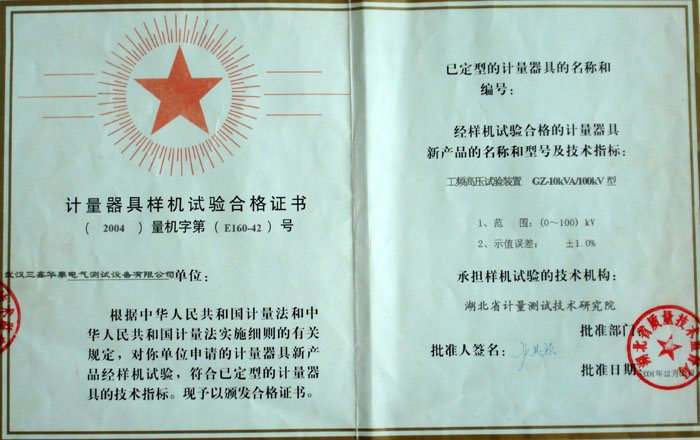 计量器具样机试验合格证书
( 2004 ) 量机字第 ( E160-42 ) 号
武汉三鑫华泰电气测试设备有限公司单位:
根据中华人民共和国计量法和中
华人民共和国计量法实施细则的有关
规定，对你单位申请的计量器具新产
品经样机试验，符合已定型的计量器
具的技术指标。现予以颁发合格证书。
已定型的计量器具的名称和
编号:
经样机试验合格的计量器具
新产品的名称和型号及技术指标:
工频高压试验装置 GZ-10kVA/100kV 型
1、范 围: (0～100) kV
2、示值误差: ±1.0%
承担样机试验的技术机构:
湖北省计量测试技术研究院
批准部门
批准人签名:
批准日期:
湖北省质量技术